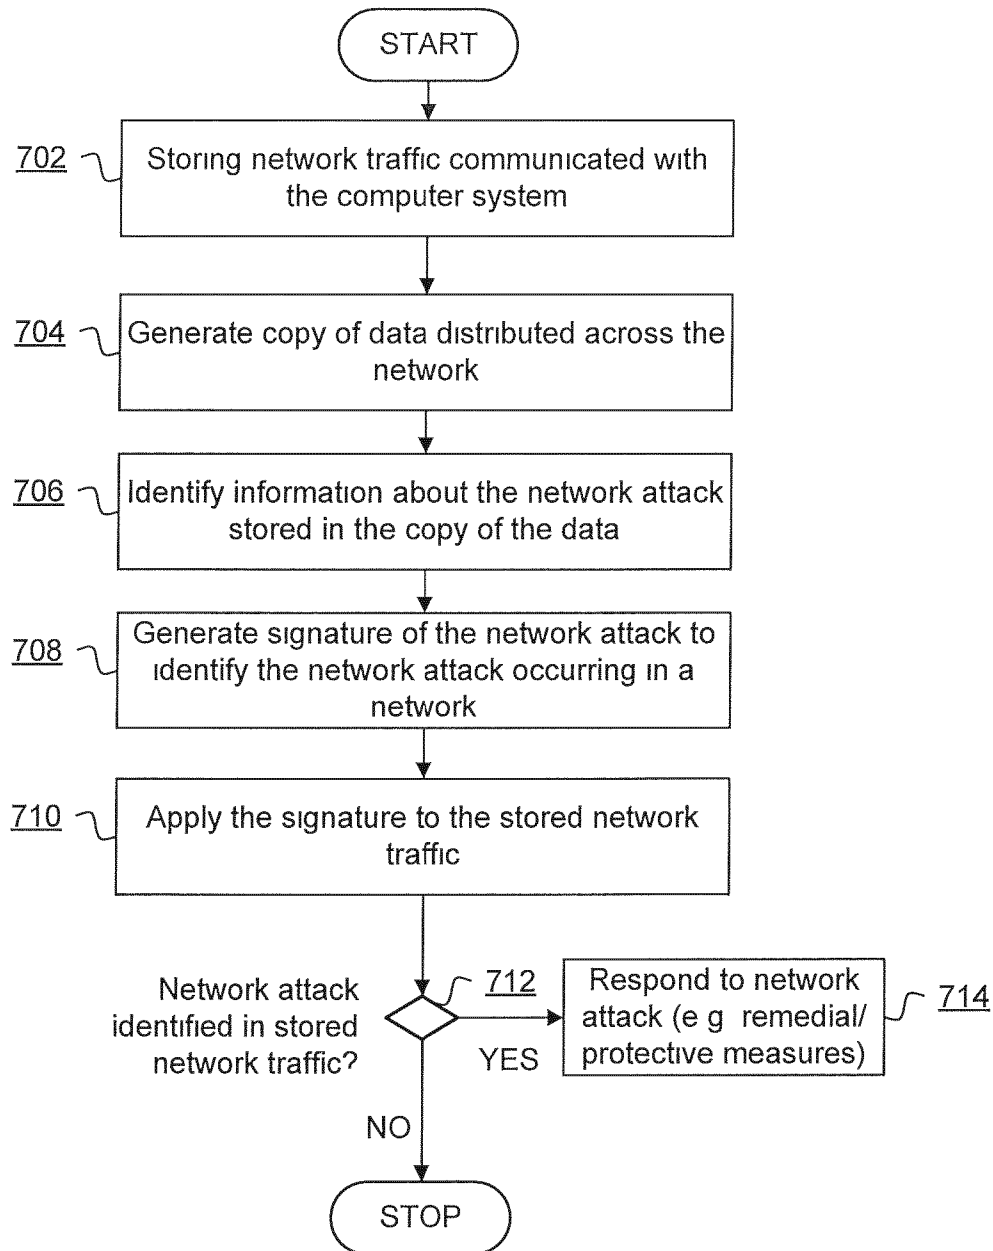 START
702
Storing network traffic communicated with
the computer system
704
Generate copy of data distributed across the
network
706
Identify information about the network attack
stored in the copy of the data
708
Generate signature of the network attack to
identify the network attack occurring in a
network
710
Apply the signature to the stored network
traffic
Network attack
identified in stored
network traffic?
712
YES
Respond to network
attack (e g remedial/
protective measures)
714
NO
STOP